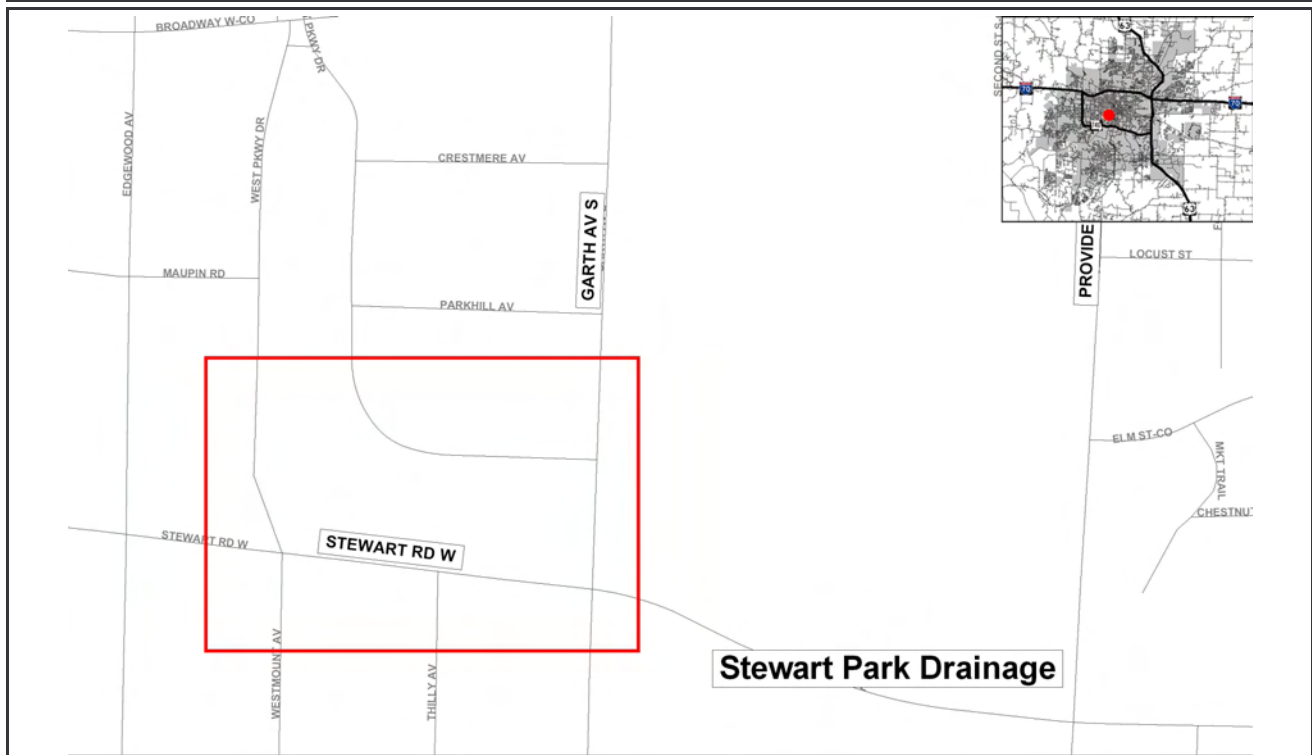 BROADWAY W-CO
PKWY DR
SECOND ST S
63
70
70
63
EDGEWOOD AV
WEST PKWY DR
CRESTMERE AV
GARTH AV S
MAUPIN RD
PARKHILL AV
PROVIDE
LOCUST ST
ELM ST-CO
MKT TRAIL
CHESTNUT
STEWART RD W
STEWART RD W
WESTMOUNT AV
THILLY AV
Stewart Park Drainage